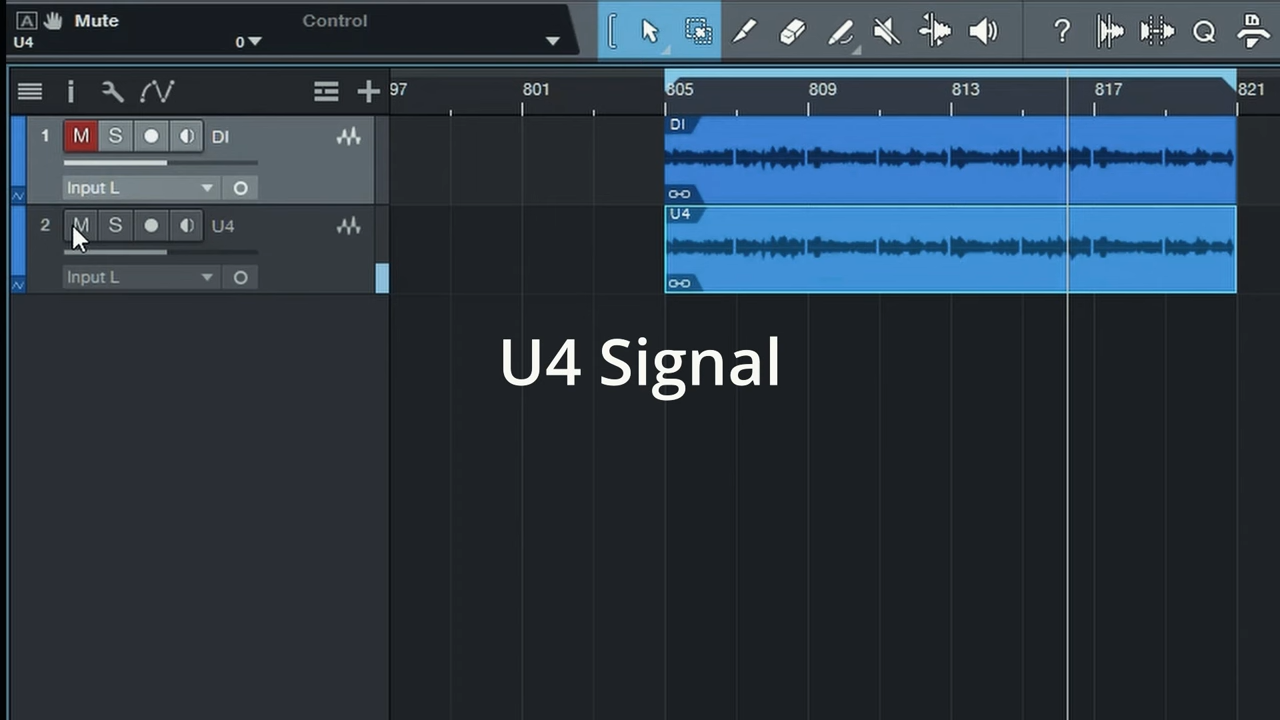 A Mute Control
U4 0
? Q
97 801 805 809 813 817 821
1 M S DI
Input L
2 M S U4
Input L
DI
U4
U4 Signal